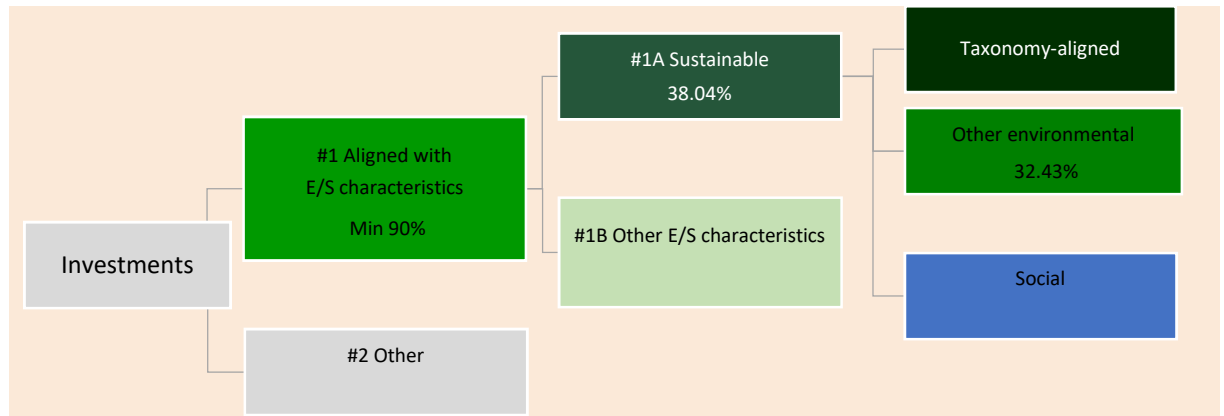 Investments
#1 Aligned with
E/S characteristics
Min 90%
#2 Other
#1A Sustainable
38.04%
#1B Other E/S characteristics
Taxonomy-aligned
Other environmental
32.43%
Social